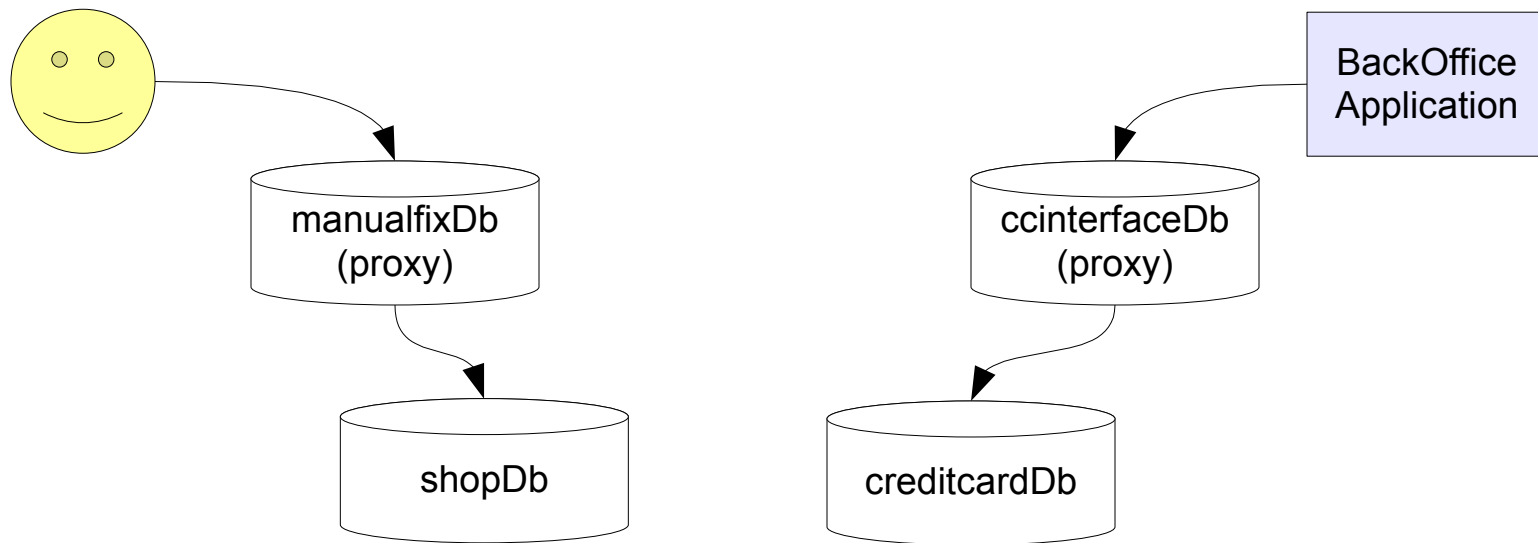 BackOffice
Application
manualfixDb
(proxy)
ccinterfaceDb
(proxy)
shopDb
creditcardDb